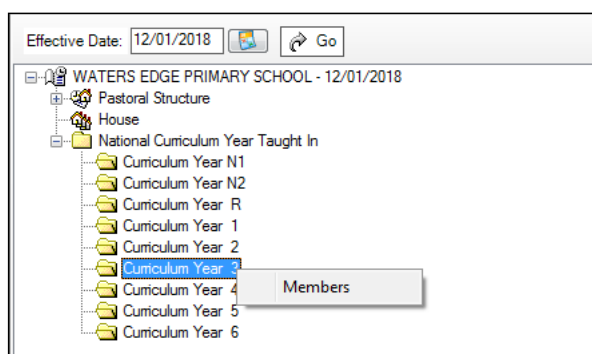 Effective Date: 12/01/2018 Go
WATERS EDGE PRIMARY SCHOOL - 12/01/2018
Pastoral Structure
House
National Curriculum Year Taught In
Curriculum Year N1
Curriculum Year N2
Curriculum Year R
Curriculum Year 1
Curriculum Year 2
Curriculum Year 3
Members
Curriculum Year 4
Curriculum Year 5
Curriculum Year 6